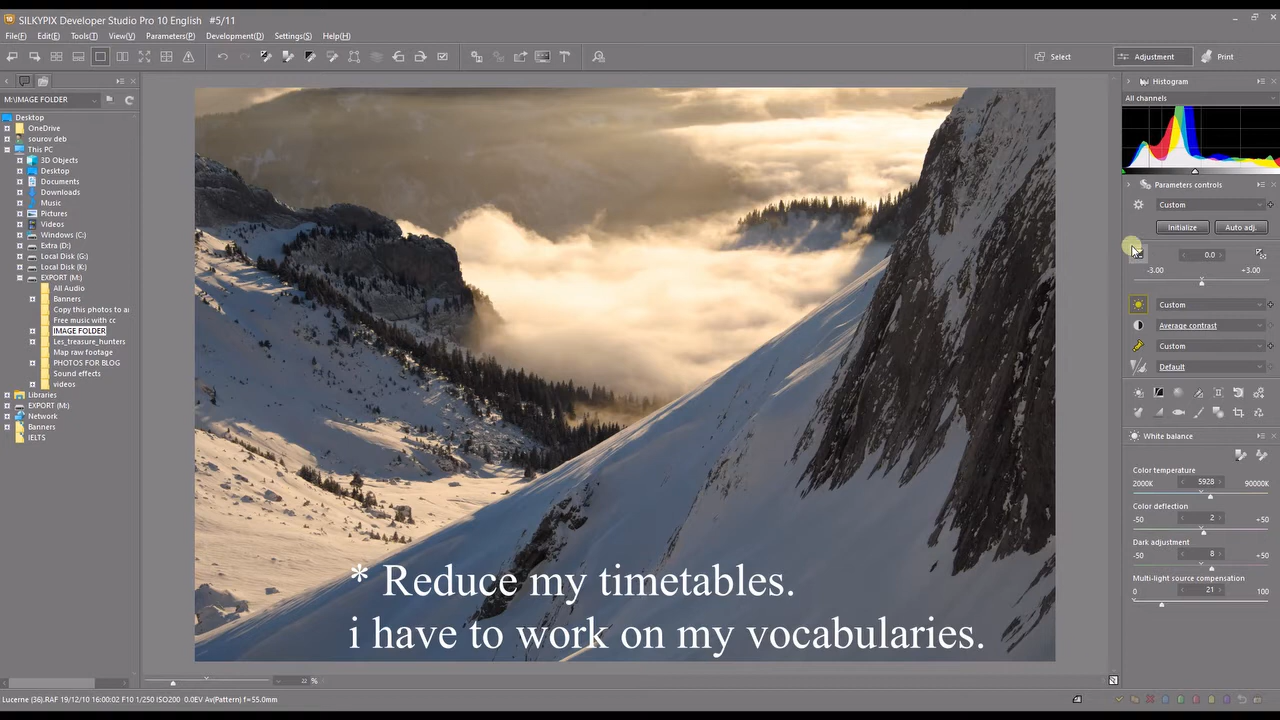 SILKYPIX Developer Studio Pro 10 English   #5/11
File(F) Edit(E) Tools(T) View(V) Parameters(P) Development(D) Settings(S) Help(H)
Select Adjustment Print
M:\IMAGE FOLDER
Desktop
OneDrive
sourov deb
This PC
3D Objects
Desktop
Documents
Downloads
Music
Pictures
Videos
Windows (C:)
Extra (D:)
Local Disk (G:)
Local Disk (K:)
EXPORT (M:)
All Audio
Banners
Copy this photos to ai
Free music with cc
IMAGE FOLDER
Les_treasure_hunters
Map raw footage
PHOTOS FOR BLOG
Sound effects
videos
Libraries
EXPORT (M:)
Network
Banners
IELTS
* Reduce my timetables.
i have to work on my vocabularies.
22 %
Histogram
All channels
Parameters controls
Custom
Initialize Auto adj.
0.0
-3.00 +3.00
Custom
Average contrast
Custom
Default
White balance
Color temperature
2000K 5928 90000K
Color deflection
-50 2 +50
Dark adjustment
-50 8 +50
Multi-light source compensation
0 21 100
Lucerne (36).RAF 19/12/10 16:00:02 F10 1/250 ISO200 0.0EV Av(Pattern) f=55.0mm